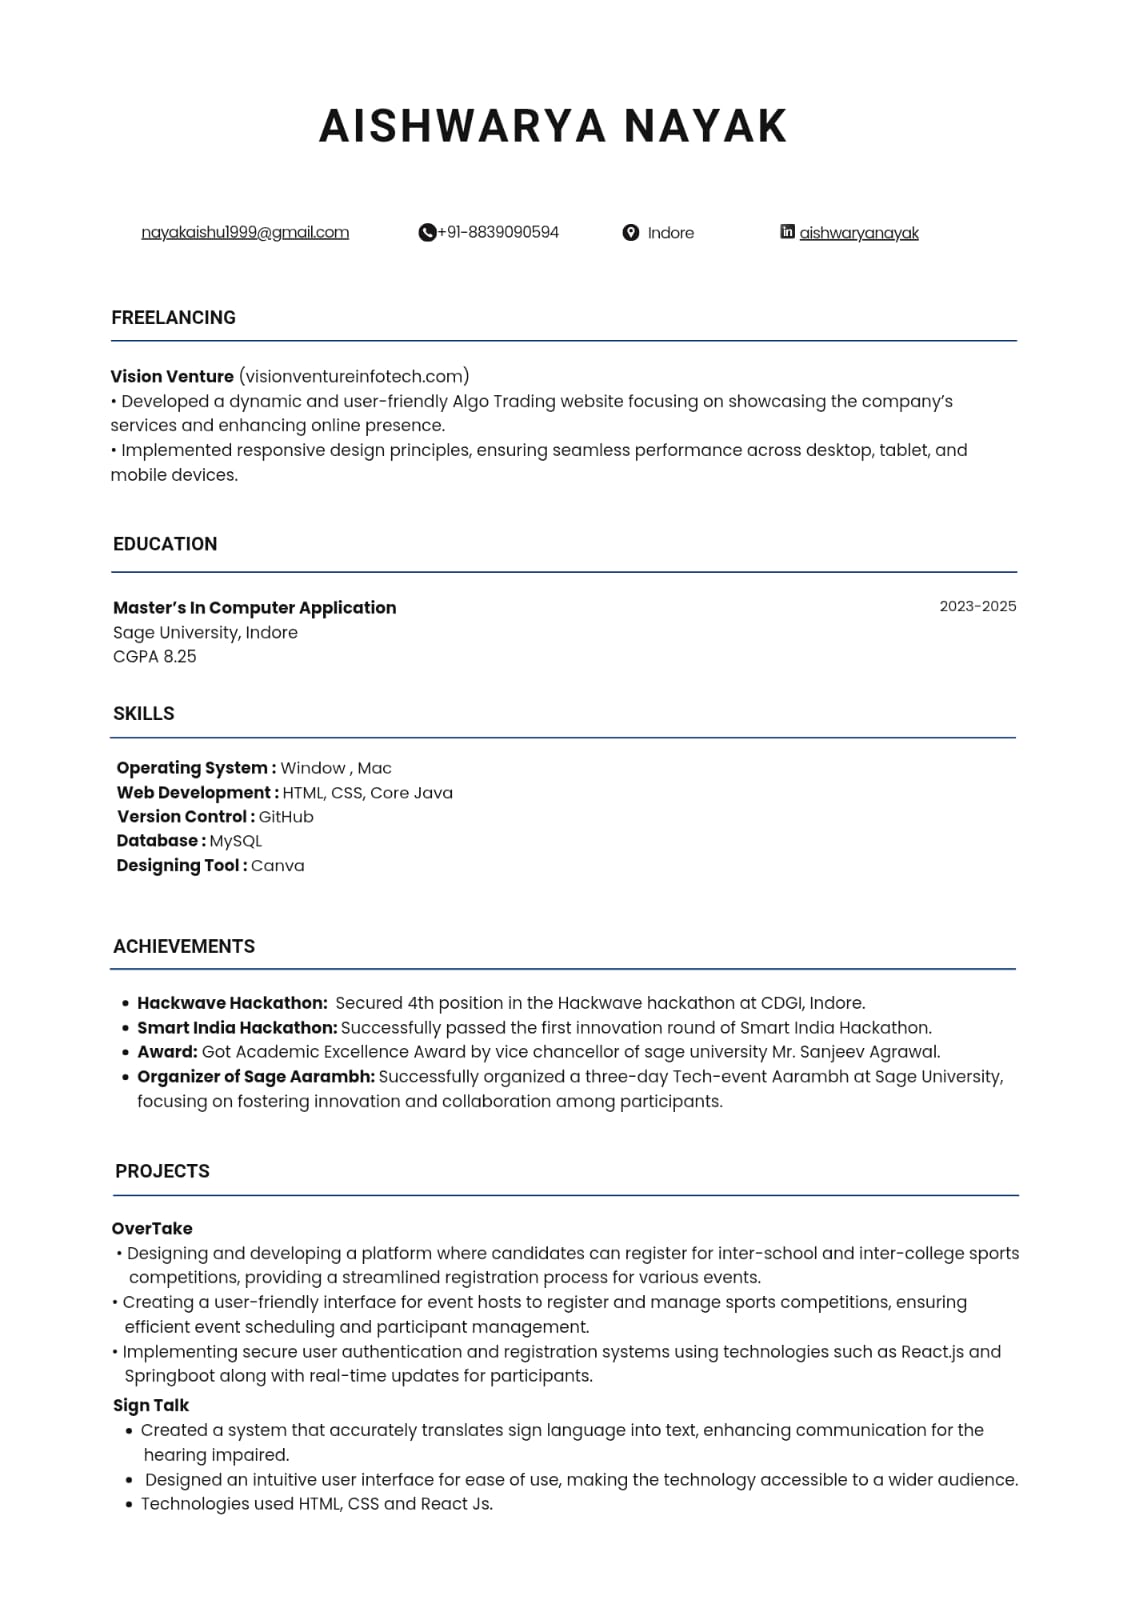 AISHWARYA NAYAK
nayakaishu1999@gmail.com +91-8839090594 Indore in aishwaryanayak
FREELANCING
Vision Venture (visionventureinfotech.com)
• Developed a dynamic and user-friendly Algo Trading website focusing on showcasing the company’s
services and enhancing online presence.
• Implemented responsive design principles, ensuring seamless performance across desktop, tablet, and
mobile devices.
EDUCATION
Master’s In Computer Application 2023-2025
Sage University, Indore
CGPA 8.25
SKILLS
Operating System : Window , Mac
Web Development : HTML, CSS, Core Java
Version Control : GitHub
Database : MySQL
Designing Tool : Canva
ACHIEVEMENTS
• Hackwave Hackathon: Secured 4th position in the Hackwave hackathon at CDGI, Indore.
• Smart India Hackathon: Successfully passed the first innovation round of Smart India Hackathon.
• Award: Got Academic Excellence Award by vice chancellor of sage university Mr. Sanjeev Agrawal.
• Organizer of Sage Aarambh: Successfully organized a three-day Tech-event Aarambh at Sage University,
focusing on fostering innovation and collaboration among participants.
PROJECTS
OverTake
• Designing and developing a platform where candidates can register for inter-school and inter-college sports
competitions, providing a streamlined registration process for various events.
• Creating a user-friendly interface for event hosts to register and manage sports competitions, ensuring
efficient event scheduling and participant management.
• Implementing secure user authentication and registration systems using technologies such as React.js and
Springboot along with real-time updates for participants.
Sign Talk
• Created a system that accurately translates sign language into text, enhancing communication for the
hearing impaired.
• Designed an intuitive user interface for ease of use, making the technology accessible to a wider audience.
• Technologies used HTML, CSS and React Js.